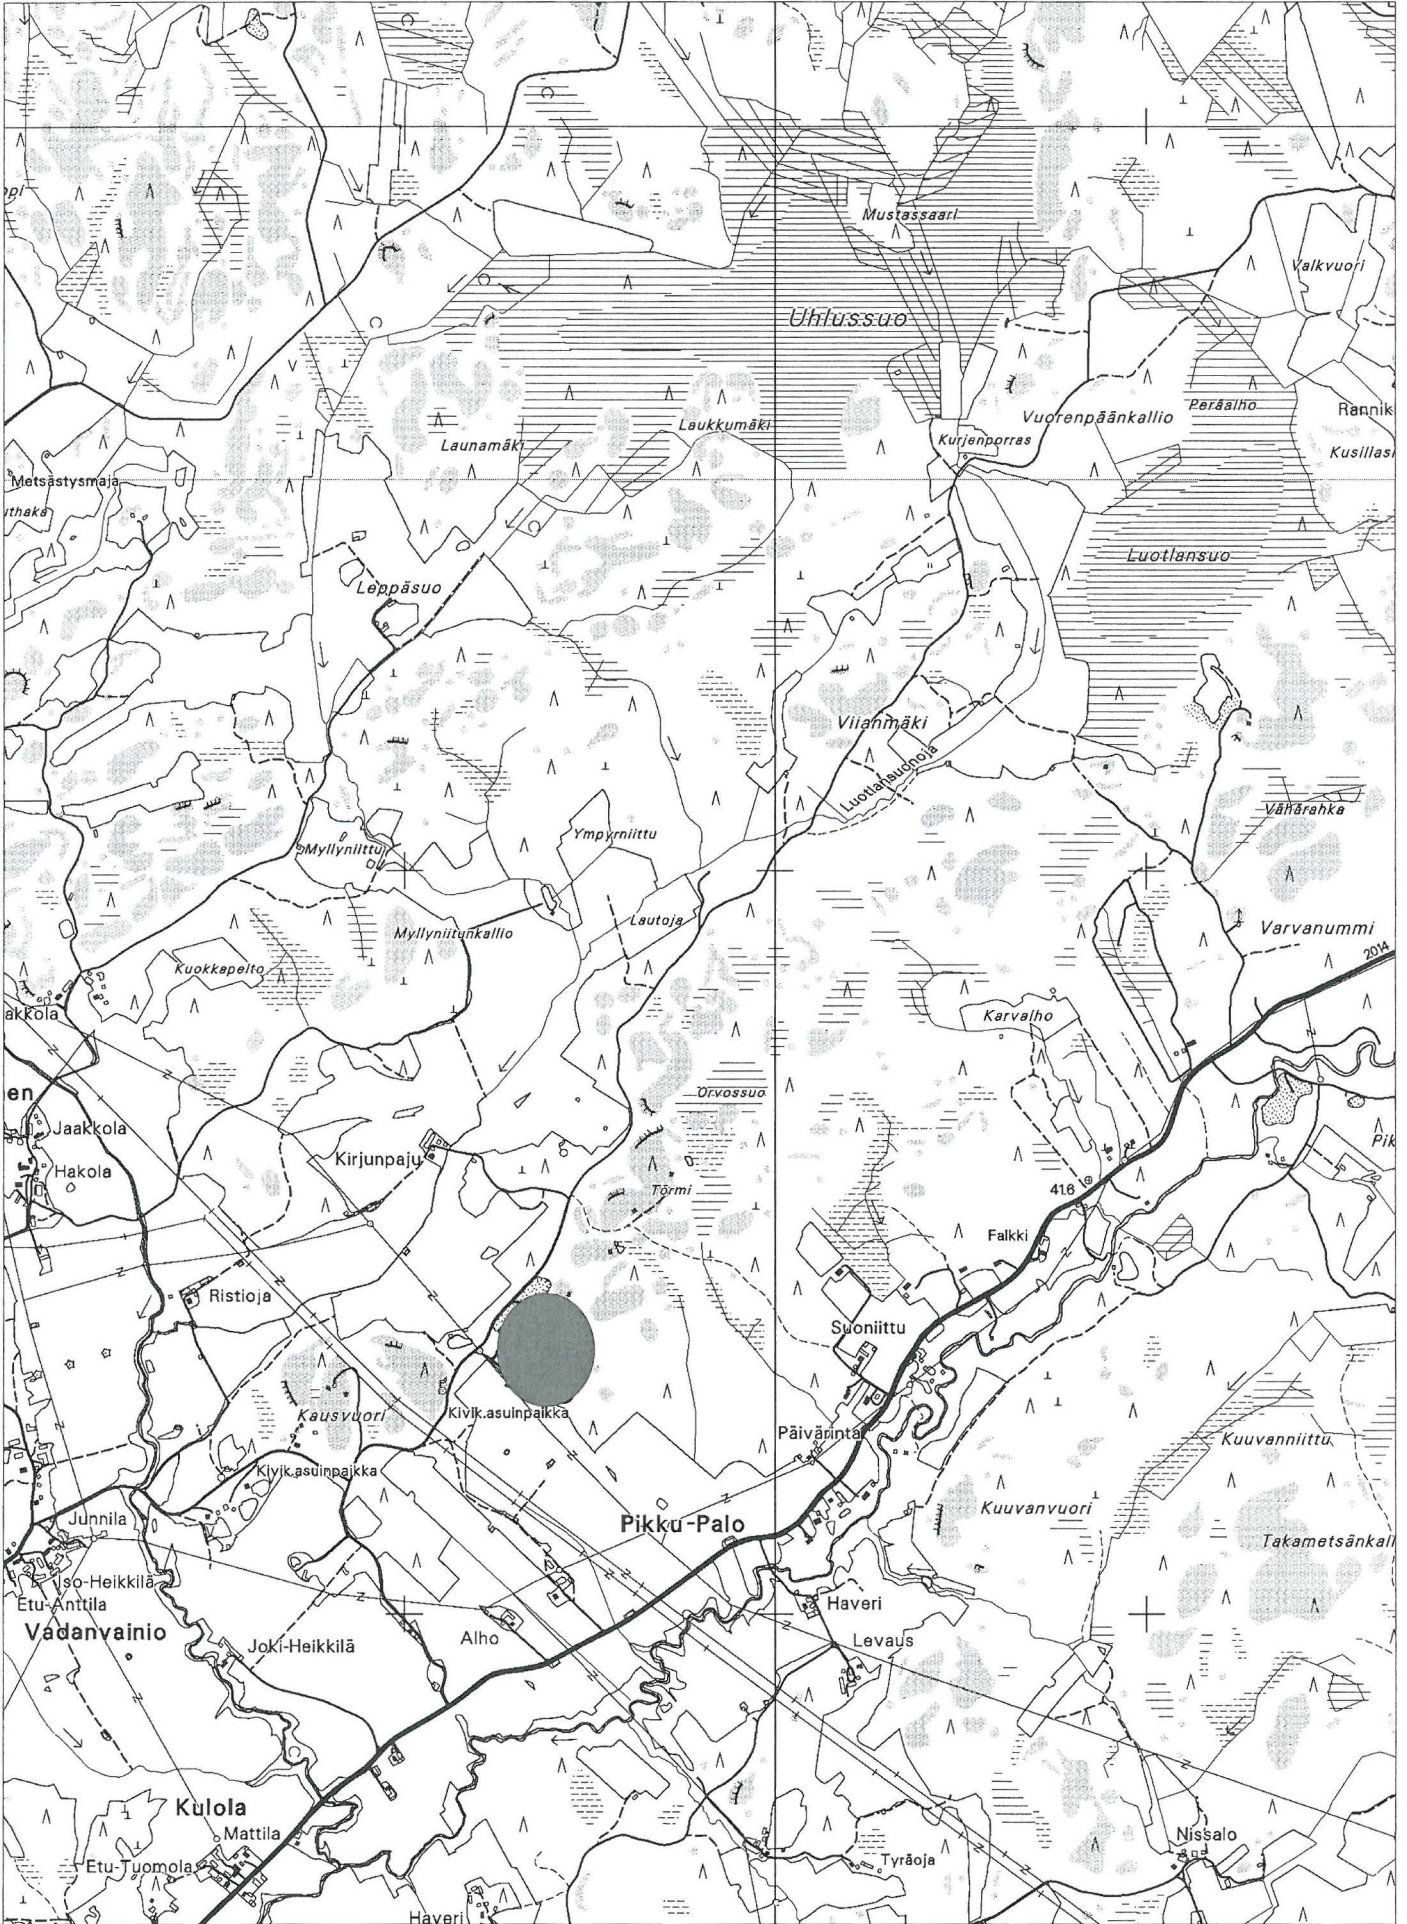 Mustassaari
Valkvuori
Uhlussuo
Vuorenpäänkallio
Peräalho
Rannik
Laukkumäki
Launamäki
Kurjenporras
Kusillasi
Metsästysmaja
uthaka
Luotlansuo
Leppäsuo
Viianmäki
Luotlansuonoja
Vähärahka
Ympyrniittu
Myllyniittu
Lautoja
Varvanummi
Myllyniitunkallio
2014
Kuokkapelto
akkola
Karvalho
Orvossuo
en
Jaakkola
Pik
Kirjunpaju
Hakola
Törmi
41.6
Falkki
Ristioja
Suoniittu
Kausvuori
Kivik.asuinpaikka
Päivärinta
Kuuvanniittu
Kivik.asuinpaikka
Kuuvanvuori
Junnila
Pikku-Palo
Takametsänkall
Iso-Heikkilä
Etu-Anttila
Haveri
Vadanvainio
Alho
Levaus
Joki-Heikkilä
Kulola
Mattila
Nissalo
Etu-Tuomola
Tyräoja
Haveri